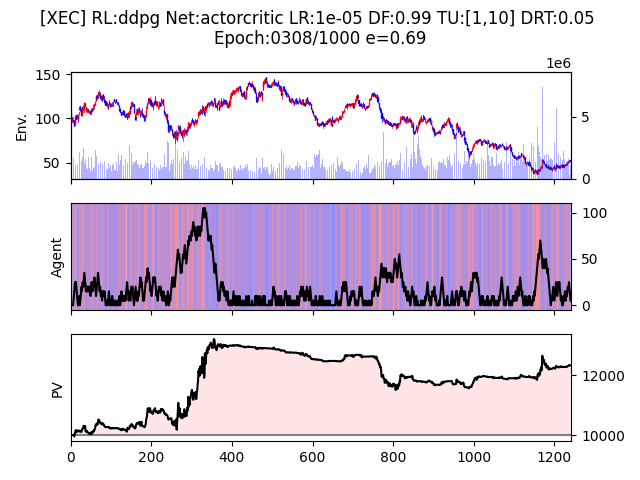 [XEC] RL:ddpg Net:actorcritic LR:1e-05 DF:0.99 TU:[1,10] DRT:0.05
Epoch:0308/1000 e=0.69
1e6
150
100
50
Env.
5
0
Agent
100
50
0
PV
12000
10000
0 200 400 600 800 1000 1200